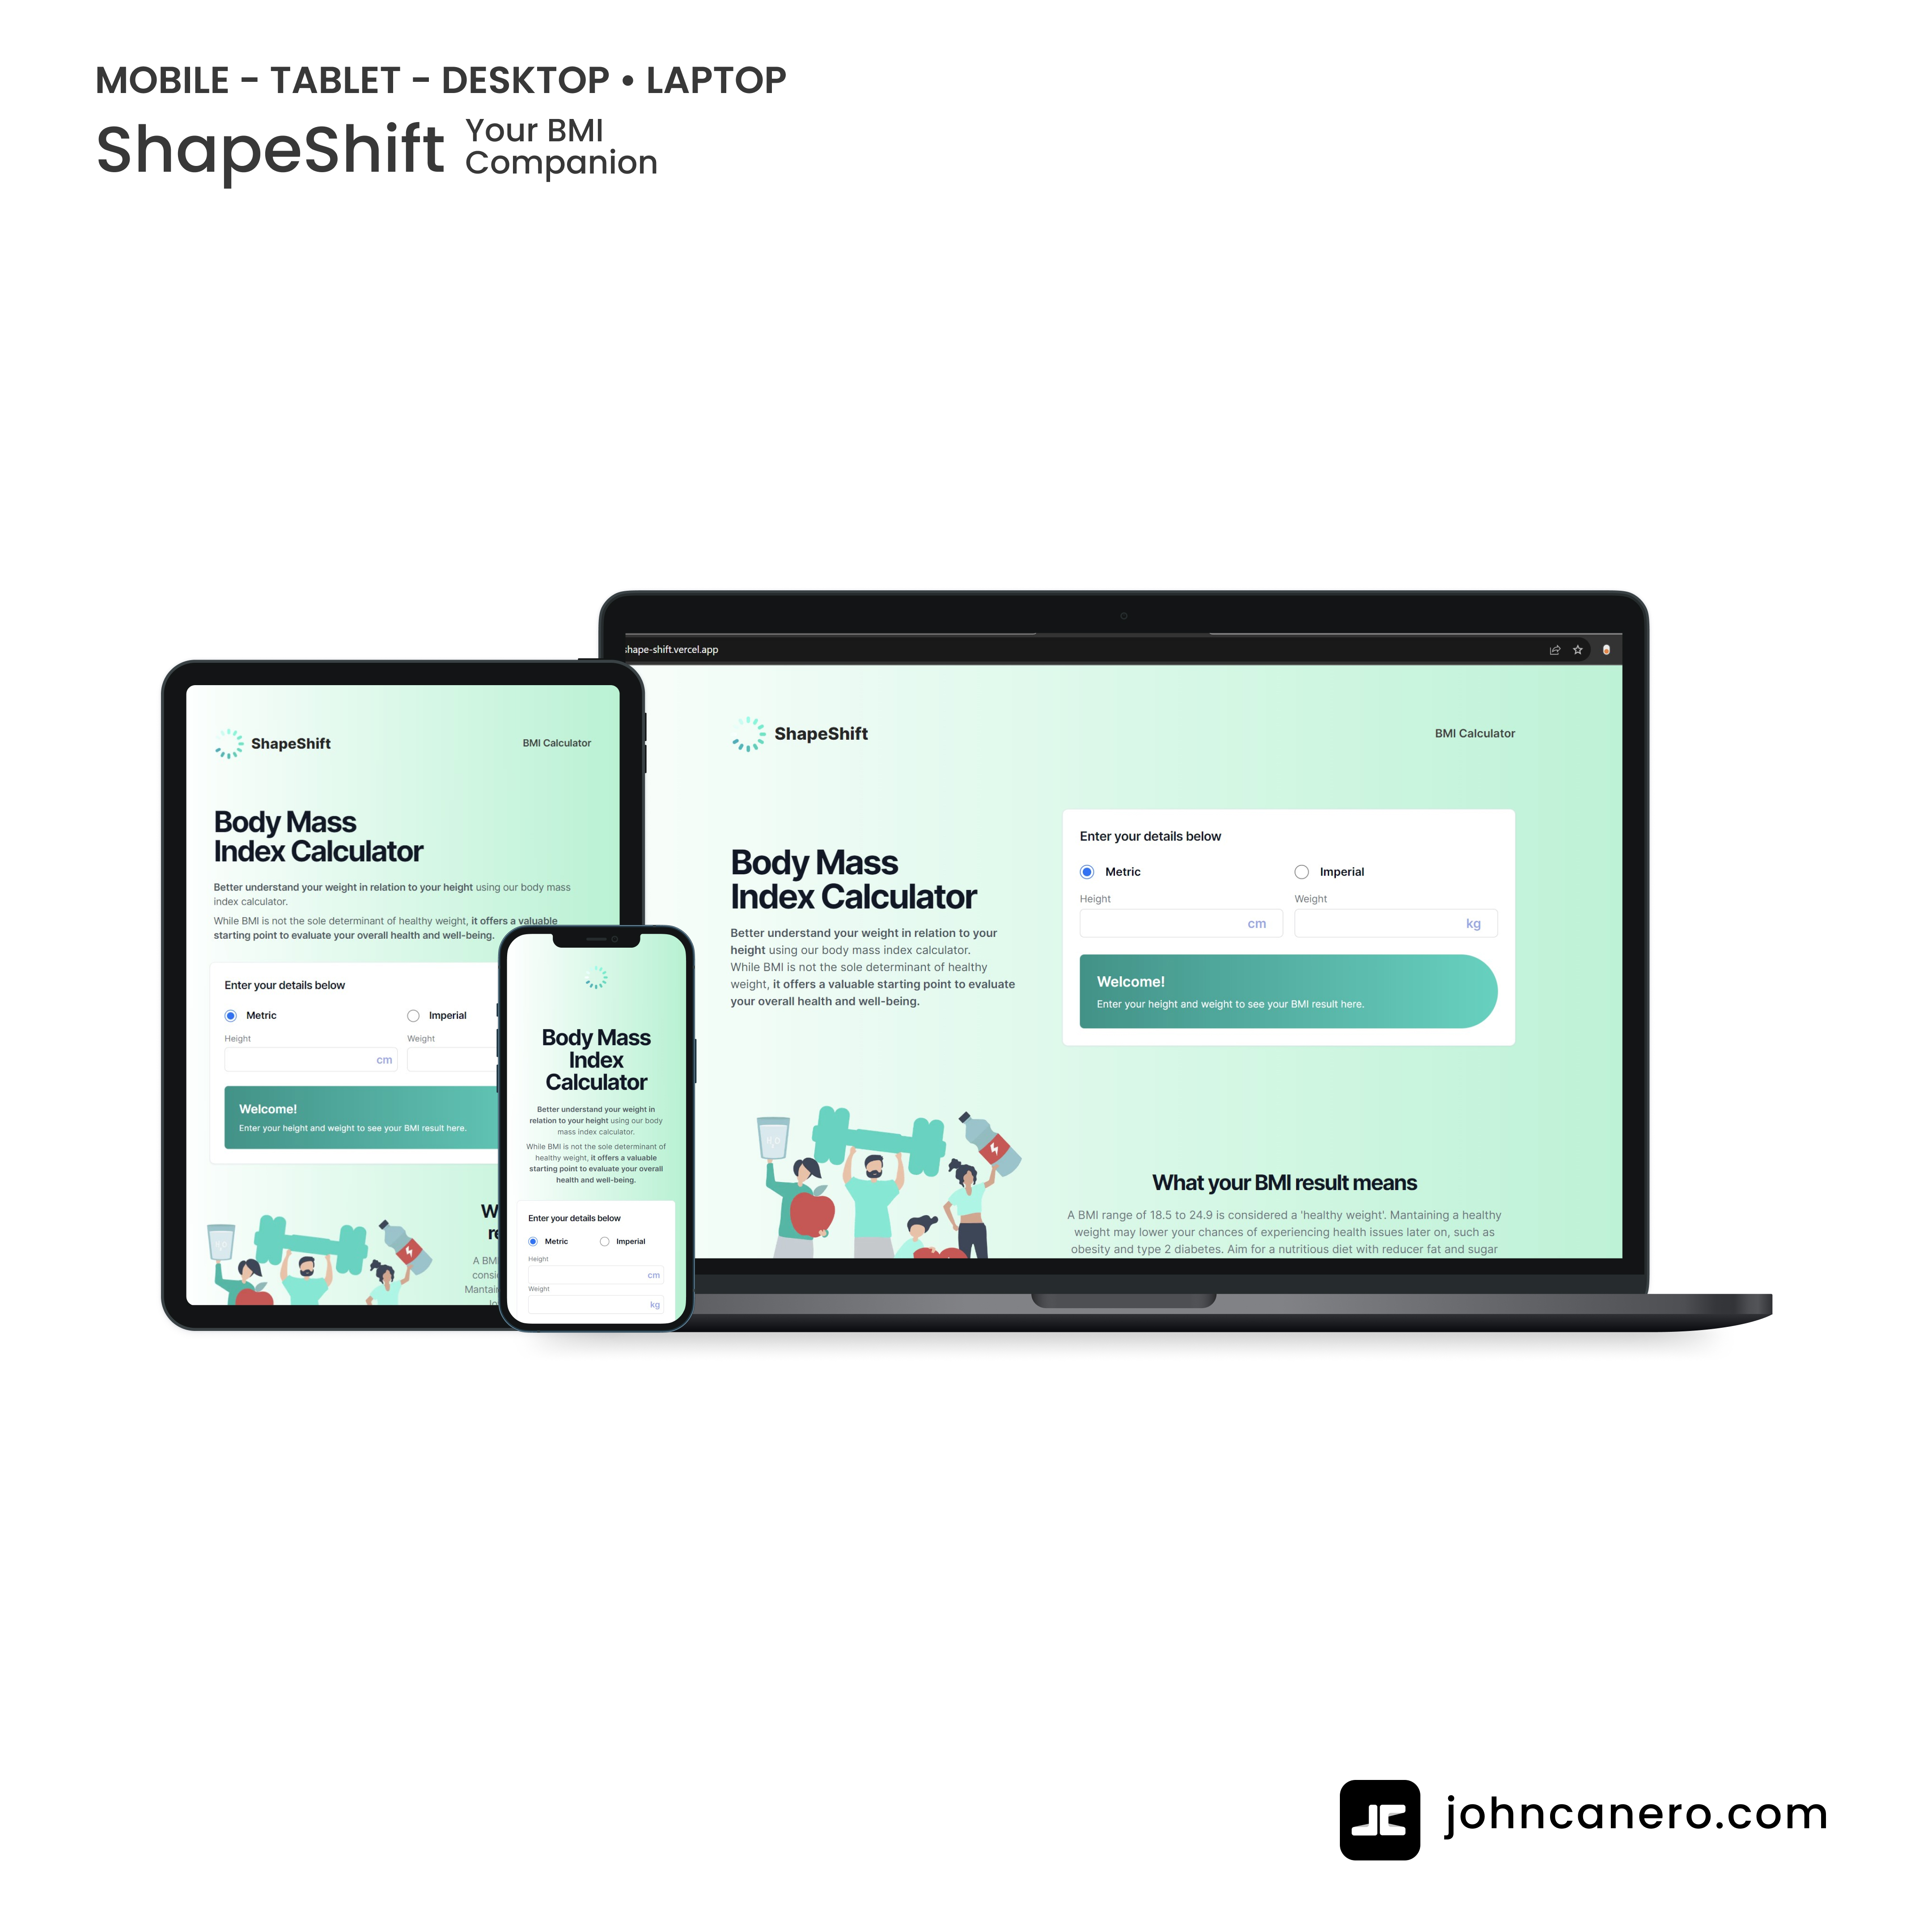 MOBILE - TABLET - DESKTOP • LAPTOP
ShapeShift
Your BMI
Companion
shape-shift.vercel.app
ShapeShift
BMI Calculator
Body Mass
Index Calculator
Better understand your weight in relation to your
height using our body mass index calculator.
While BMI is not the sole determinant of healthy
weight, it offers a valuable starting point to evaluate
your overall health and well-being.
Enter your details below
Metric
Imperial
Height
Weight
cm
kg
Welcome!
Enter your height and weight to see your BMI result here.
H₂O
What your BMI result means
A BMI range of 18.5 to 24.9 is considered a 'healthy weight'. Mantaining a healthy
weight may lower your chances of experiencing health issues later on, such as
obesity and type 2 diabetes. Aim for a nutritious diet with reducer fat and sugar
ShapeShift
BMI Calculator
Body Mass
Index Calculator
Better understand your weight in relation to your height using our body mass
index calculator.
While BMI is not the sole determinant of healthy weight, it offers a valuable
starting point to evaluate your overall health and well-being.
Enter your details below
Metric
Imperial
Height
Weight
cm
Welcome!
Enter your height and weight to see your BMI result here.
A BMI
Body Mass
Index
Calculator
Better understand your weight in
relation to your height using our body
mass index calculator.
While BMI is not the sole determinant of
healthy weight, it offers a valuable
starting point to evaluate your overall
health and well-being.
Enter your details below
Metric
Imperial
Height
cm
Weight
kg
johncanero.com